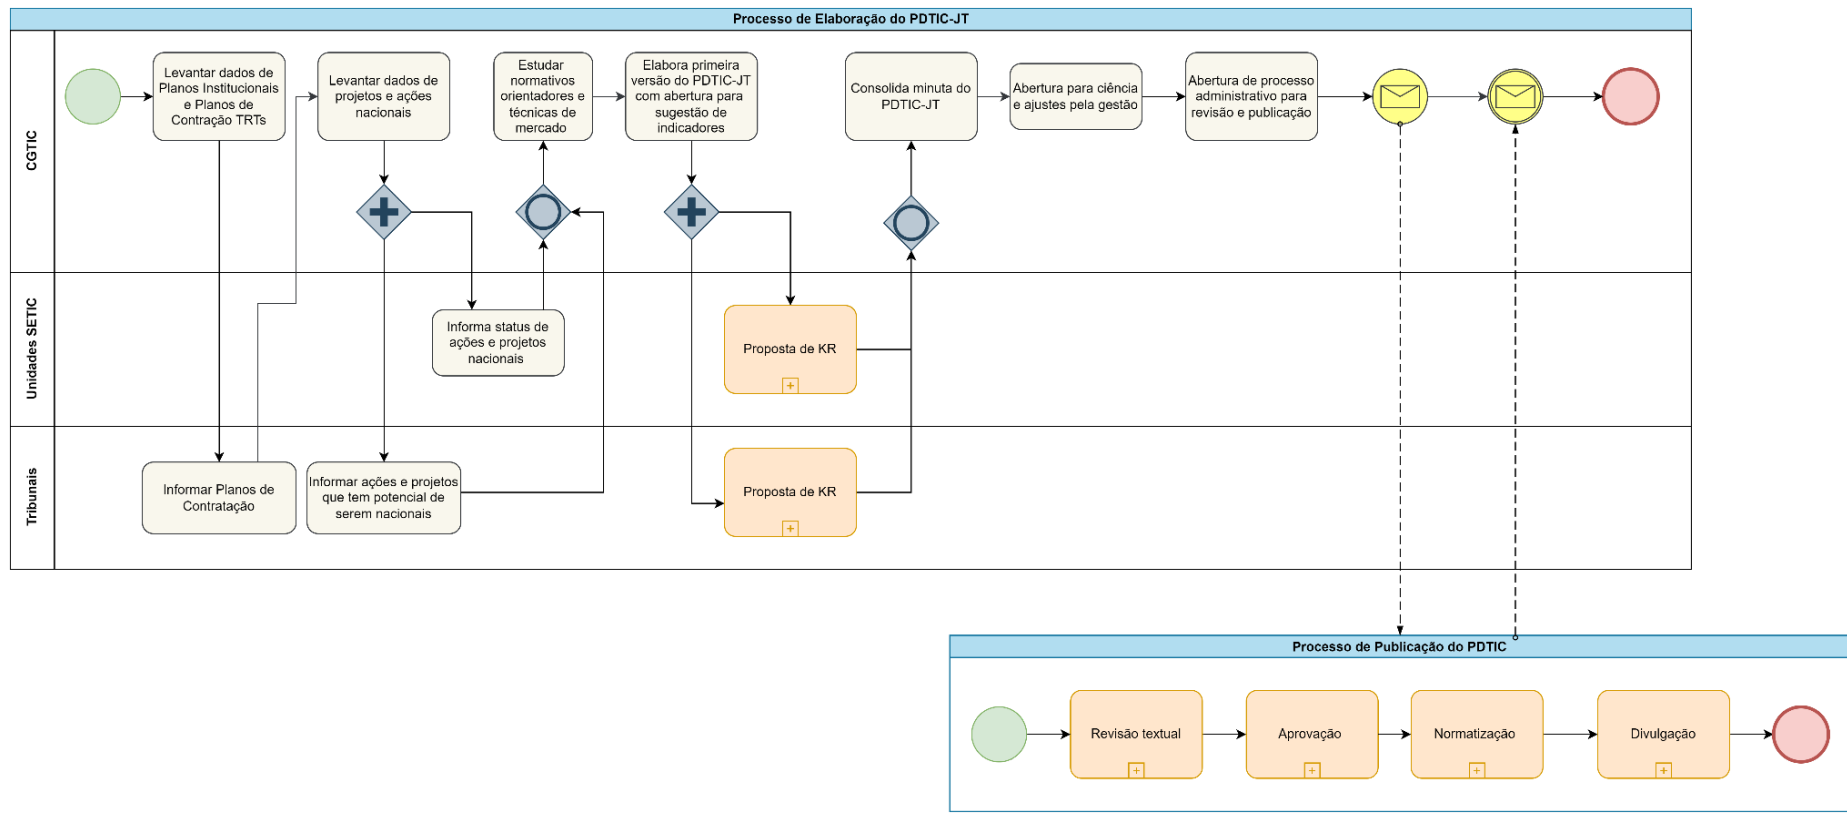 Processo de Elaboração do PDTIC-JT
CGTIC
Levantar dados de
Planos Institucionais
e Planos de
Contração TRTs
Levantar dados de
projetos e ações
nacionais
Estudar
normativos
orientadores e
técnicas de
mercado
Elabora primeira
versão do PDTIC-JT
com abertura para
sugestão de
indicadores
Consolida minuta do
PDTIC-JT
Abertura para ciência
e ajustes pela gestão
Abertura de processo
administrativo para
revisão e publicação
Unidades SETIC
Informa status de
ações e projetos
nacionais
Proposta de KR
Tribunais
Informar Planos de
Contratação
Informar ações e projetos
que tem potencial de
serem nacionais
Proposta de KR
Processo de Publicação do PDTIC
Revisão textual
Aprovação
Normatização
Divulgação